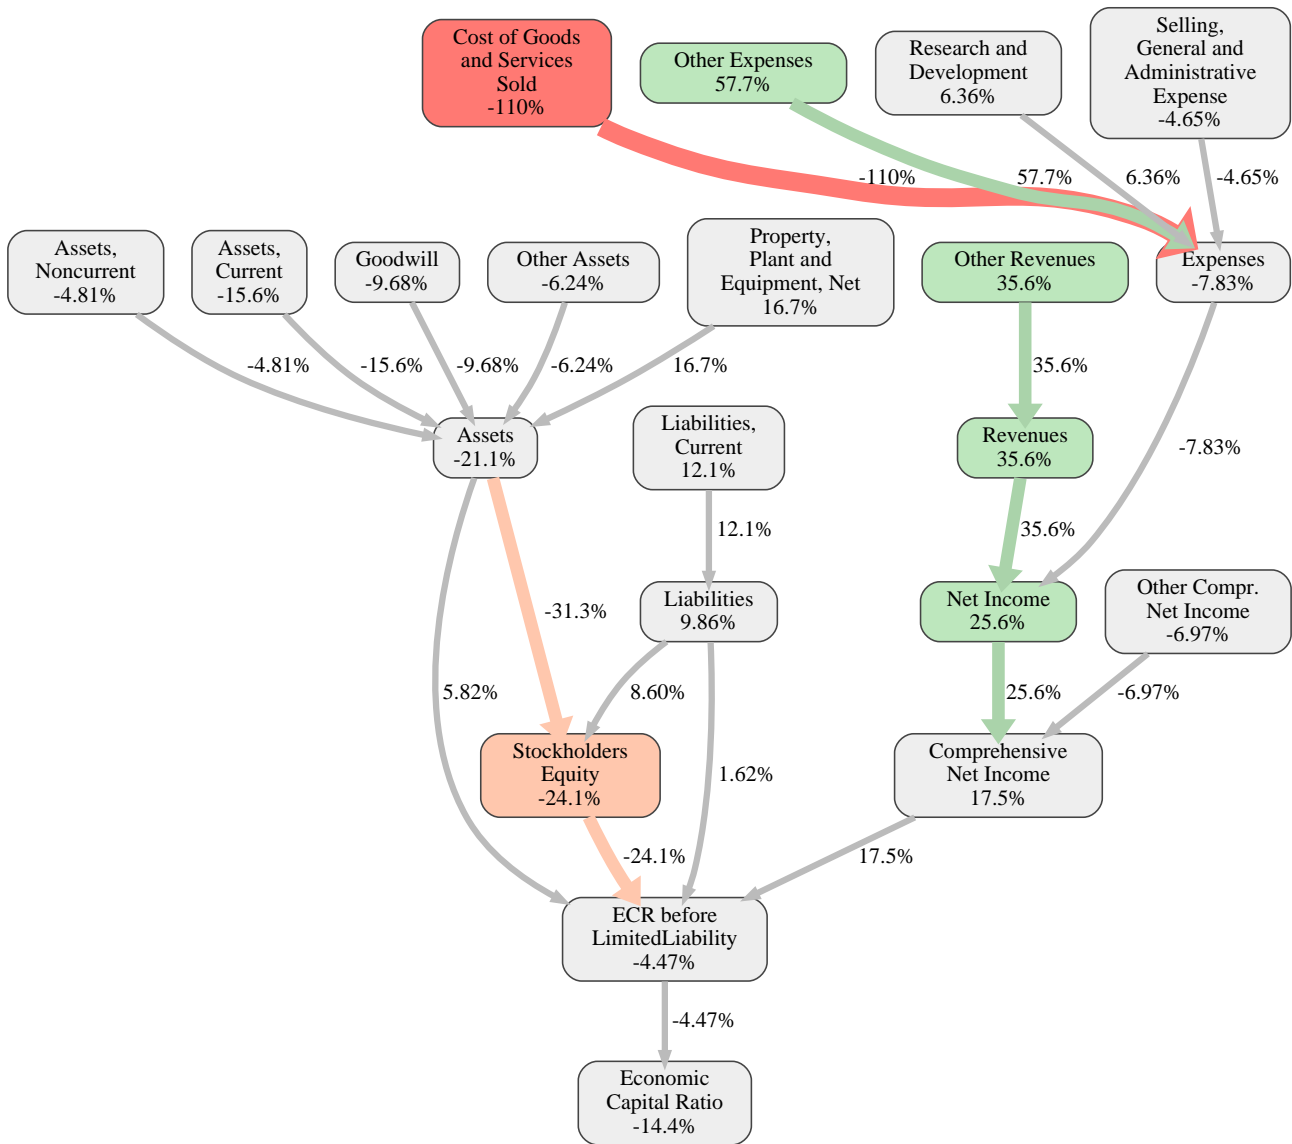 Cost of Goods
and Services
Sold
-110%
Other Expenses
57.7%
Research and
Development
6.36%
Selling,
General and
Administrative
Expense
-4.65%
-110%
57.7%
6.36%
-4.65%
Assets,
Noncurrent
-4.81%
Assets,
Current
-15.6%
Goodwill
-9.68%
Other Assets
-6.24%
Property,
Plant and
Equipment, Net
16.7%
Other Revenues
35.6%
Expenses
-7.83%
-4.81%
-15.6%
-9.68%
-6.24%
16.7%
35.6%
Assets
-21.1%
Liabilities,
Current
12.1%
Revenues
35.6%
-7.83%
12.1%
35.6%
-31.3%
Liabilities
9.86%
Net Income
25.6%
Other Compr.
Net Income
-6.97%
5.82%
8.60%
1.62%
25.6%
-6.97%
Stockholders
Equity
-24.1%
Comprehensive
Net Income
17.5%
-24.1%
17.5%
ECR before
LimitedLiability
-4.47%
-4.47%
Economic
Capital Ratio
-14.4%